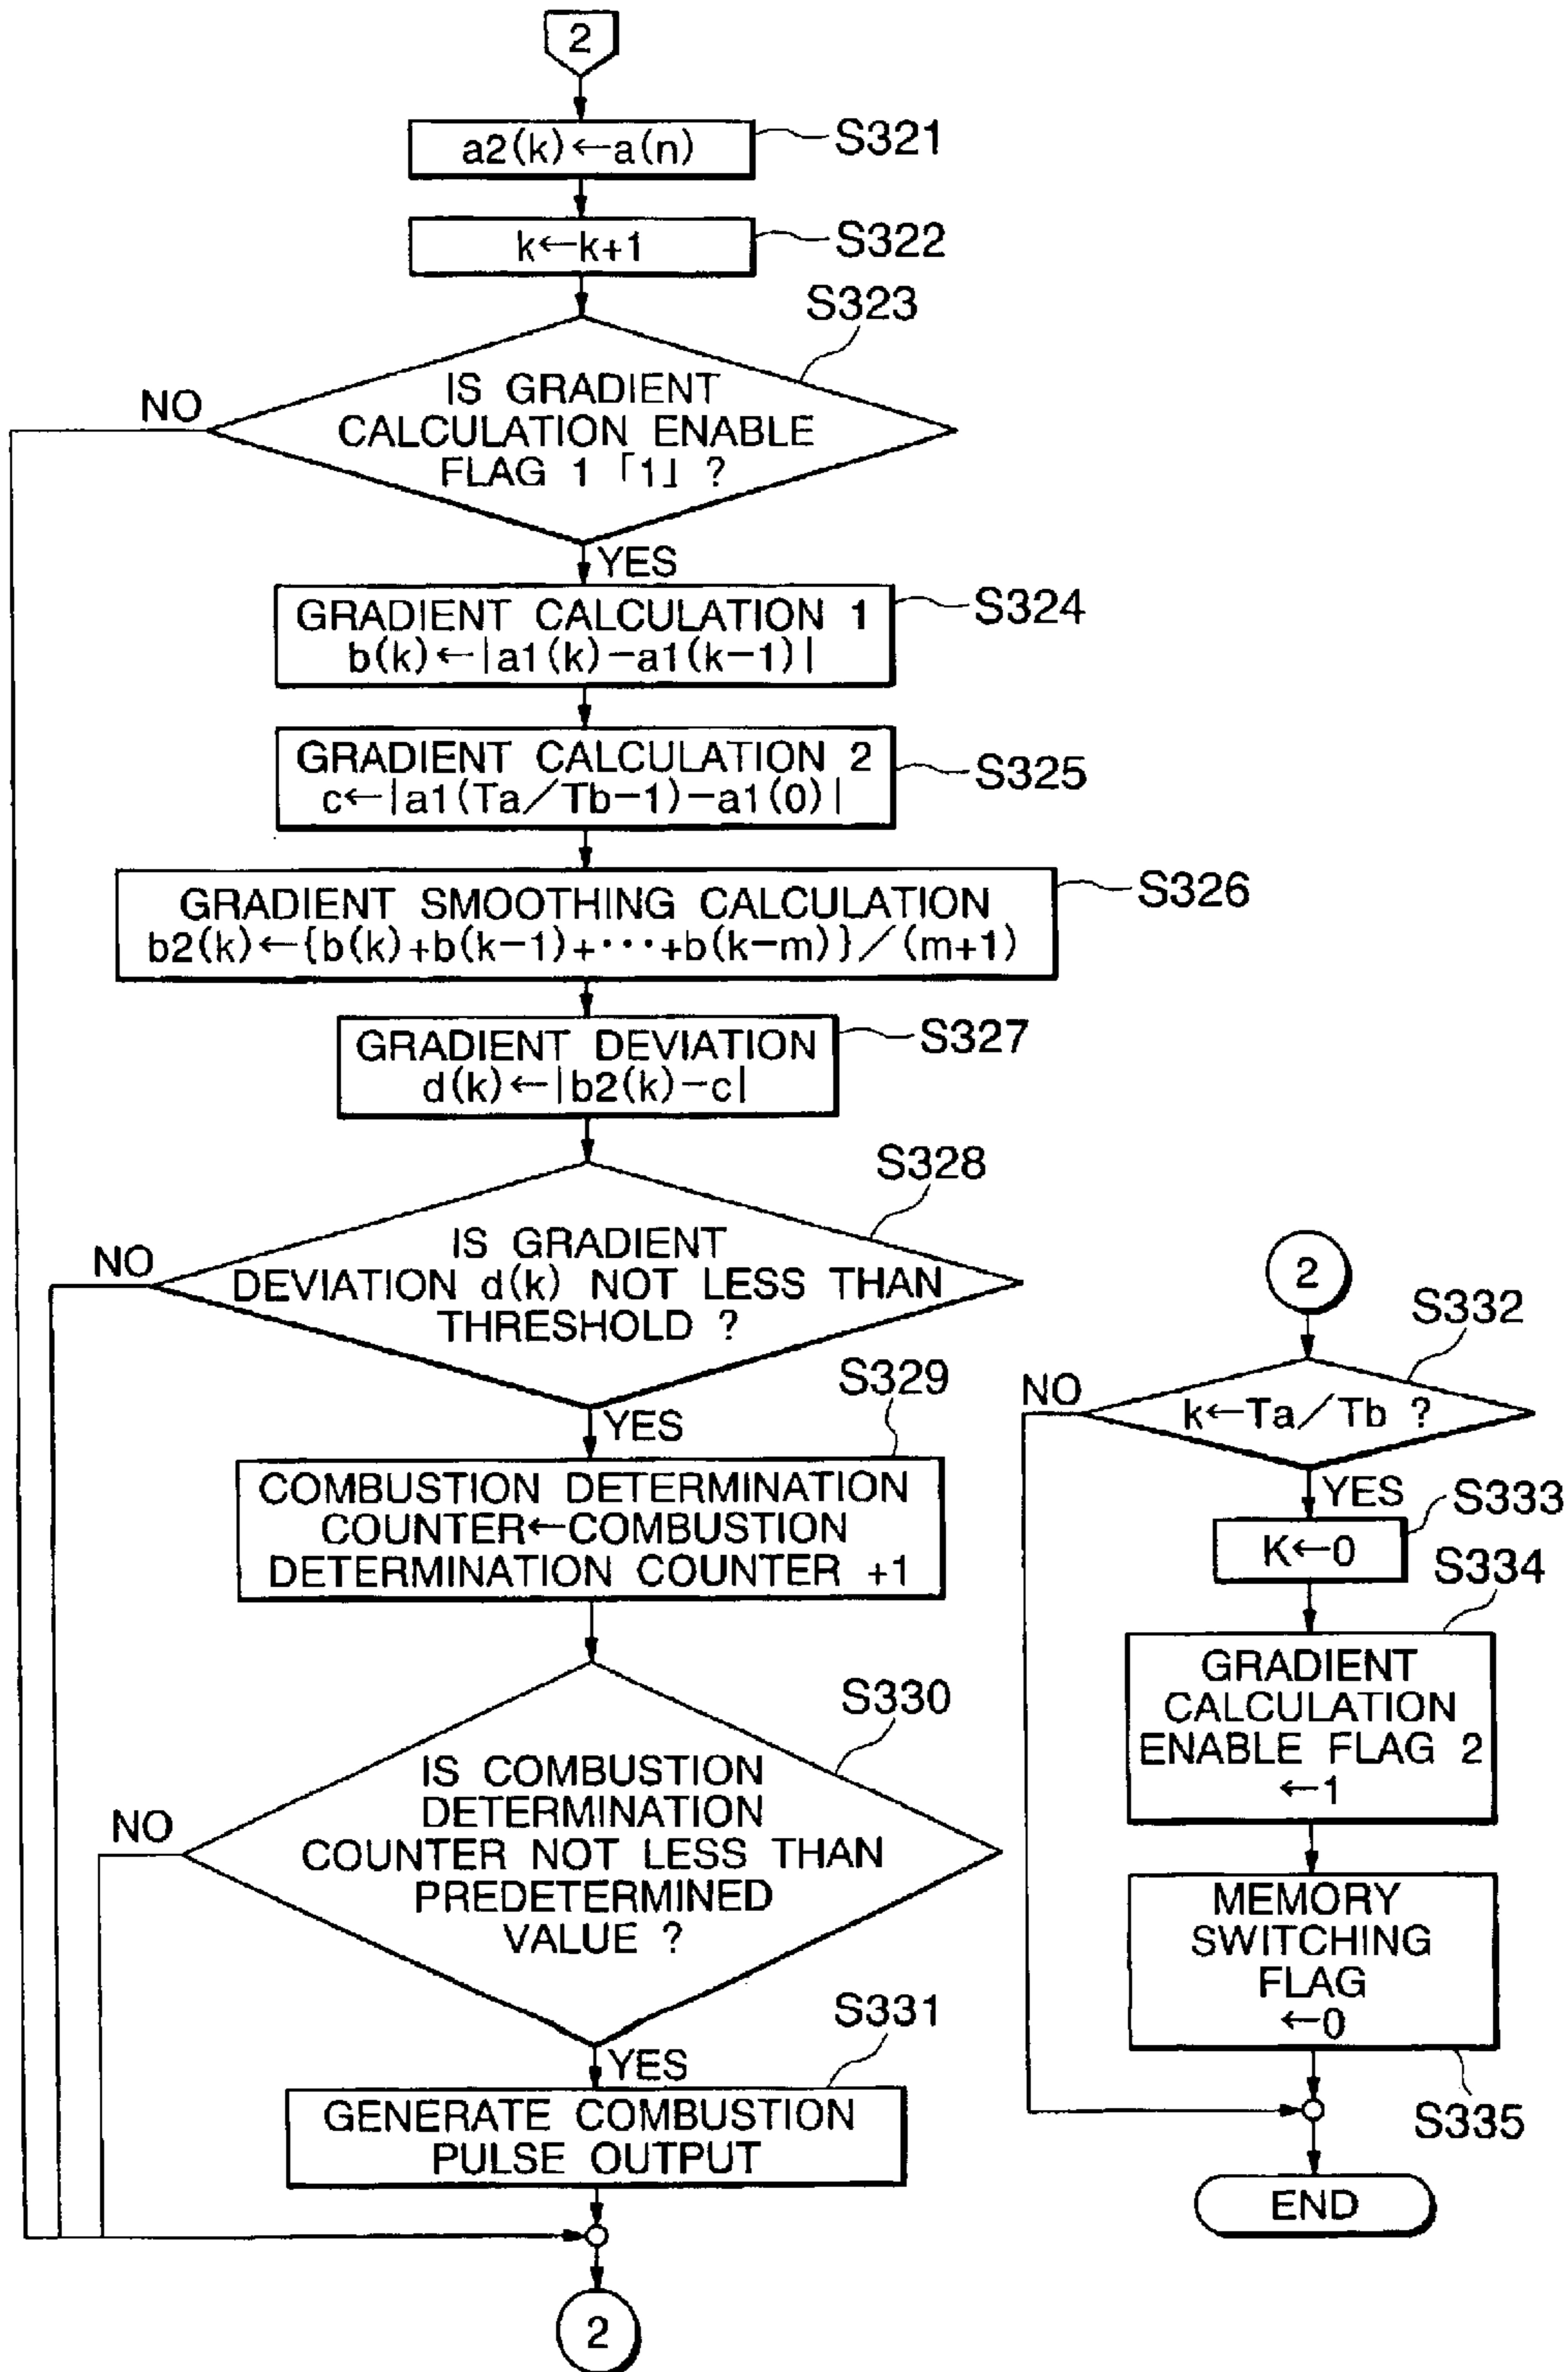 2
a2(k)←a(n)
S321
k←k+1
S322
S323
NO
IS GRADIENT
CALCULATION ENABLE
FLAG 1 「1」 ?
YES
GRADIENT CALCULATION 1
b(k)←|a1(k)-a1(k-1)|
S324
GRADIENT CALCULATION 2
c←|a1(Ta/Tb-1)-a1(0)|
S325
GRADIENT SMOOTHING CALCULATION
b2(k)←{b(k)+b(k-1)+···+b(k-m)}/(m+1)
S326
GRADIENT DEVIATION
d(k)←|b2(k)-c|
S327
S328
NO
IS GRADIENT
DEVIATION d(k) NOT LESS THAN
THRESHOLD ?
YES
S329
COMBUSTION DETERMINATION
COUNTER←COMBUSTION
DETERMINATION COUNTER +1
S330
NO
IS COMBUSTION
DETERMINATION
COUNTER NOT LESS THAN
PREDETERMINED
VALUE ?
YES
S331
GENERATE COMBUSTION
PULSE OUTPUT
2
2
S332
NO
k←Ta/Tb ?
YES
S333
K←0
S334
GRADIENT
CALCULATION
ENABLE FLAG 2
←1
MEMORY
SWITCHING
FLAG
←0
S335
END